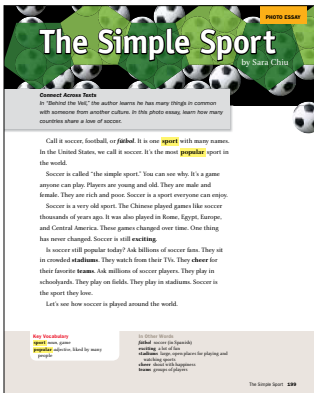 PHOTO ESSAY
The Simple Sport
by Sara Chiu
Connect Across Texts
In "Behind the Veil," the author learns he has many things in common
with someone from another culture. In this photo essay, learn how many
countries share a love of soccer.
Call it soccer, football, or fútbol. It is one sport with many names.
In the United States, we call it soccer. It's the most popular sport in
the world.
Soccer is called "the simple sport." You can see why. It's a game
anyone can play. Players are young and old. They are male and
female. They are rich and poor. Soccer is a sport everyone can enjoy.
Soccer is a very old sport. The Chinese played games like soccer
thousands of years ago. It was also played in Rome, Egypt, Europe,
and Central America. These games changed over time. One thing
has never changed. Soccer is still exciting.
Is soccer still popular today? Ask billions of soccer fans. They sit
in crowded stadiums. They watch from their TVs. They cheer for
their favorite teams. Ask millions of soccer players. They play in
schoolyards. They play on fields. They play in stadiums. Soccer is
the sport they love.
Let's see how soccer is played around the world.
Key Vocabulary
sport noun, game
popular adjective, liked by many
people
In Other Words
fútbol soccer (in Spanish)
exciting a lot of fun
stadiums large, open places for playing and
watching sports
cheer shout with happiness
teams groups of players
The Simple Sport 199